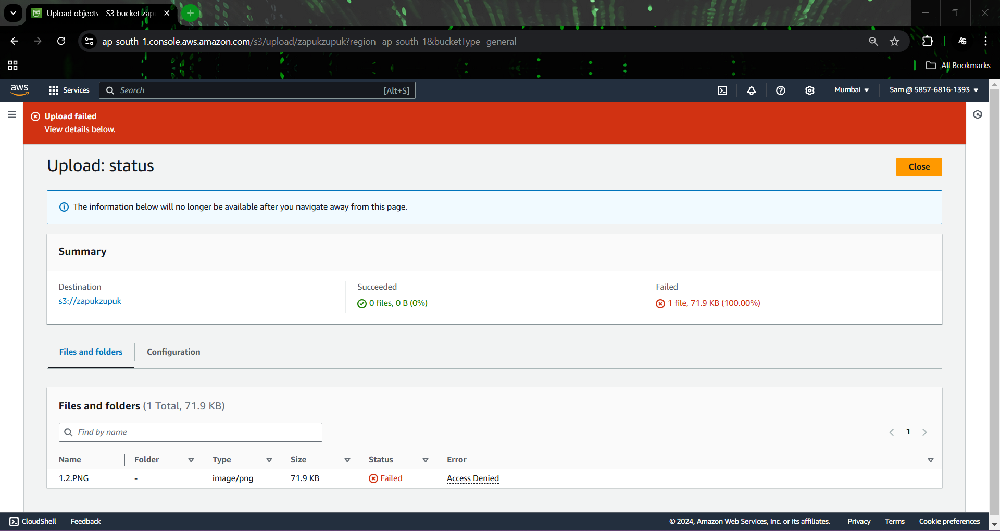 Upload objects - S3 bucket zap
ap-south-1.console.aws.amazon.com/s3/upload/zapukzupuk?region=ap-south-1&bucketType=general
All Bookmarks
aws
Services
Search
[Alt+S]
Mumbai
Sam @ 5857-6816-1393
Upload failed
View details below.
Upload: status
Close
The information below will no longer be available after you navigate away from this page.
Summary
Destination
s3://zapukzupuk
Succeeded
0 files, 0 B (0%)
Failed
1 file, 71.9 KB (100.00%)
Files and folders
Configuration
Files and folders (1 Total, 71.9 KB)
Find by name
1
Name Folder Type Size Status Error
1.2.PNG - image/png 71.9 KB Failed Access Denied
CloudShell
Feedback
© 2024, Amazon Web Services, Inc. or its affiliates.
Privacy
Terms
Cookie preferences